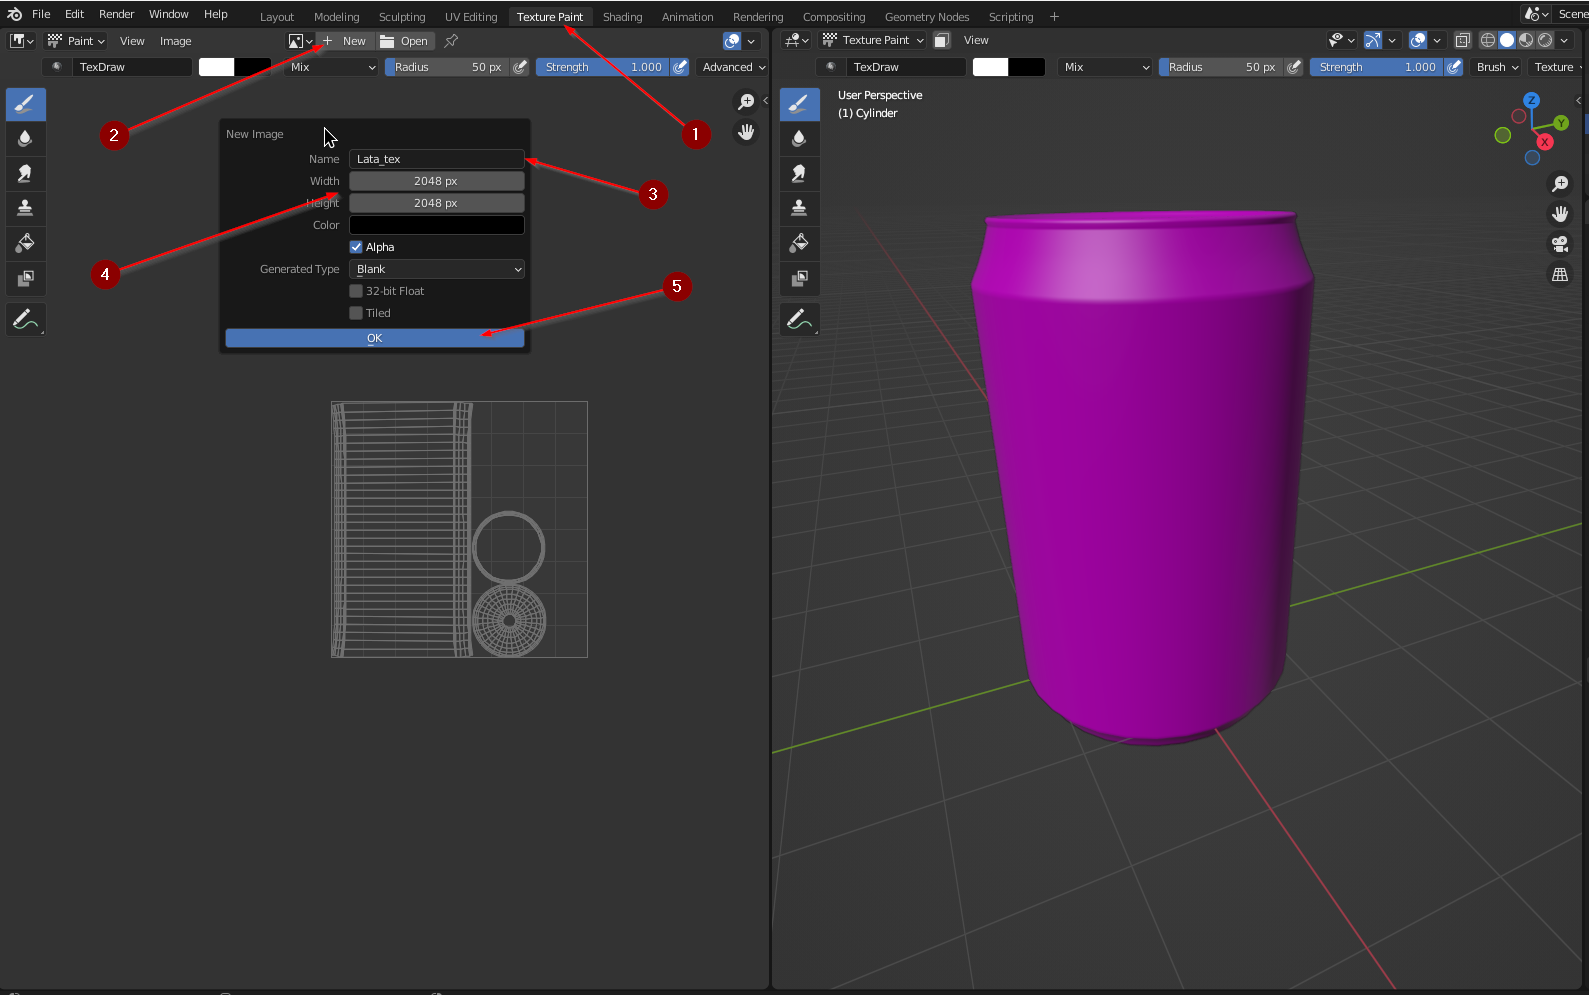 File Edit Render Window Help Layout Modeling Sculpting UV Editing Texture Paint Shading Animation Rendering Compositing Geometry Nodes Scripting + Scene
Paint View Image + New Open
TexDraw Mix Radius 50 px Strength 1.000 Advanced
Texture Paint View
TexDraw Mix Radius 50 px Strength 1.000 Brush Texture
New Image
Name Lata_tex
Width 2048 px
Height 2048 px
Color
Alpha
Generated Type Blank
32-bit Float
Tiled
OK
1
2
3
4
5
User Perspective
(1) Cylinder
Z
Y
X